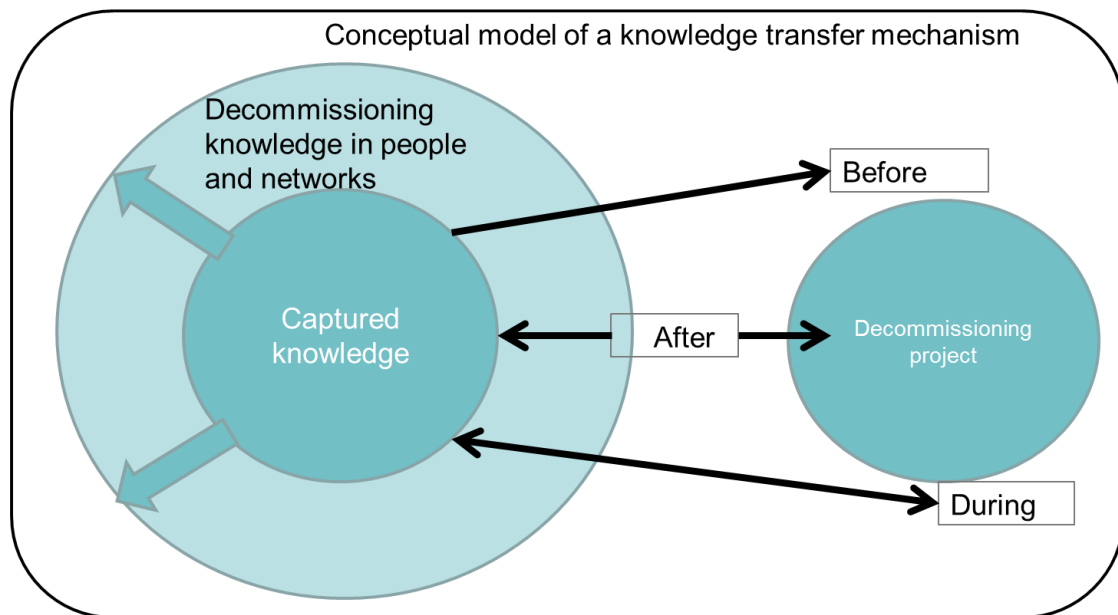 Conceptual model of a knowledge transfer mechanism
Decommissioning
knowledge in people
and networks
Before
Captured
knowledge
After
Decommissioning
project
During